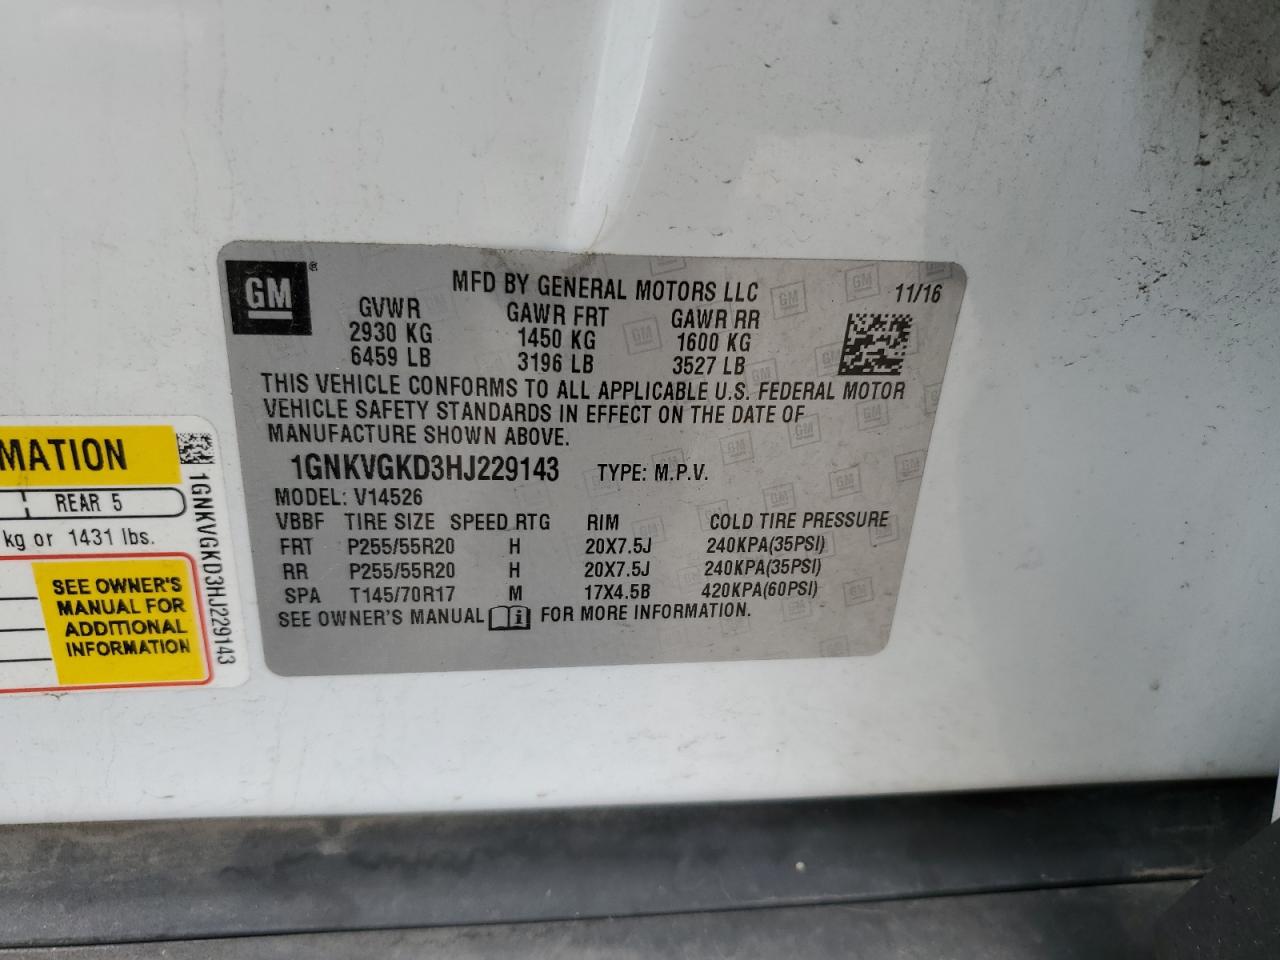 GM ®
MFD BY GENERAL MOTORS LLC
11/16
GVWR GAWR FRT GAWR RR
2930 KG 1450 KG 1600 KG
6459 LB 3196 LB 3527 LB
THIS VEHICLE CONFORMS TO ALL APPLICABLE U.S. FEDERAL MOTOR
VEHICLE SAFETY STANDARDS IN EFFECT ON THE DATE OF
MANUFACTURE SHOWN ABOVE.
1GNKVGKD3HJ229143 TYPE: M.P.V.
MODEL: V14526
VBBF TIRE SIZE SPEED RTG RIM COLD TIRE PRESSURE
FRT P255/55R20 H 20X7.5J 240KPA(35PSI)
RR P255/55R20 H 20X7.5J 240KPA(35PSI)
SPA T145/70R17 M 17X4.5B 420KPA(60PSI)
SEE OWNER'S MANUAL i FOR MORE INFORMATION.
MATION
REAR 5
kg or 1431 lbs.
SEE OWNER'S
MANUAL FOR
ADDITIONAL
INFORMATION
1GNKVGKD3HJ229143